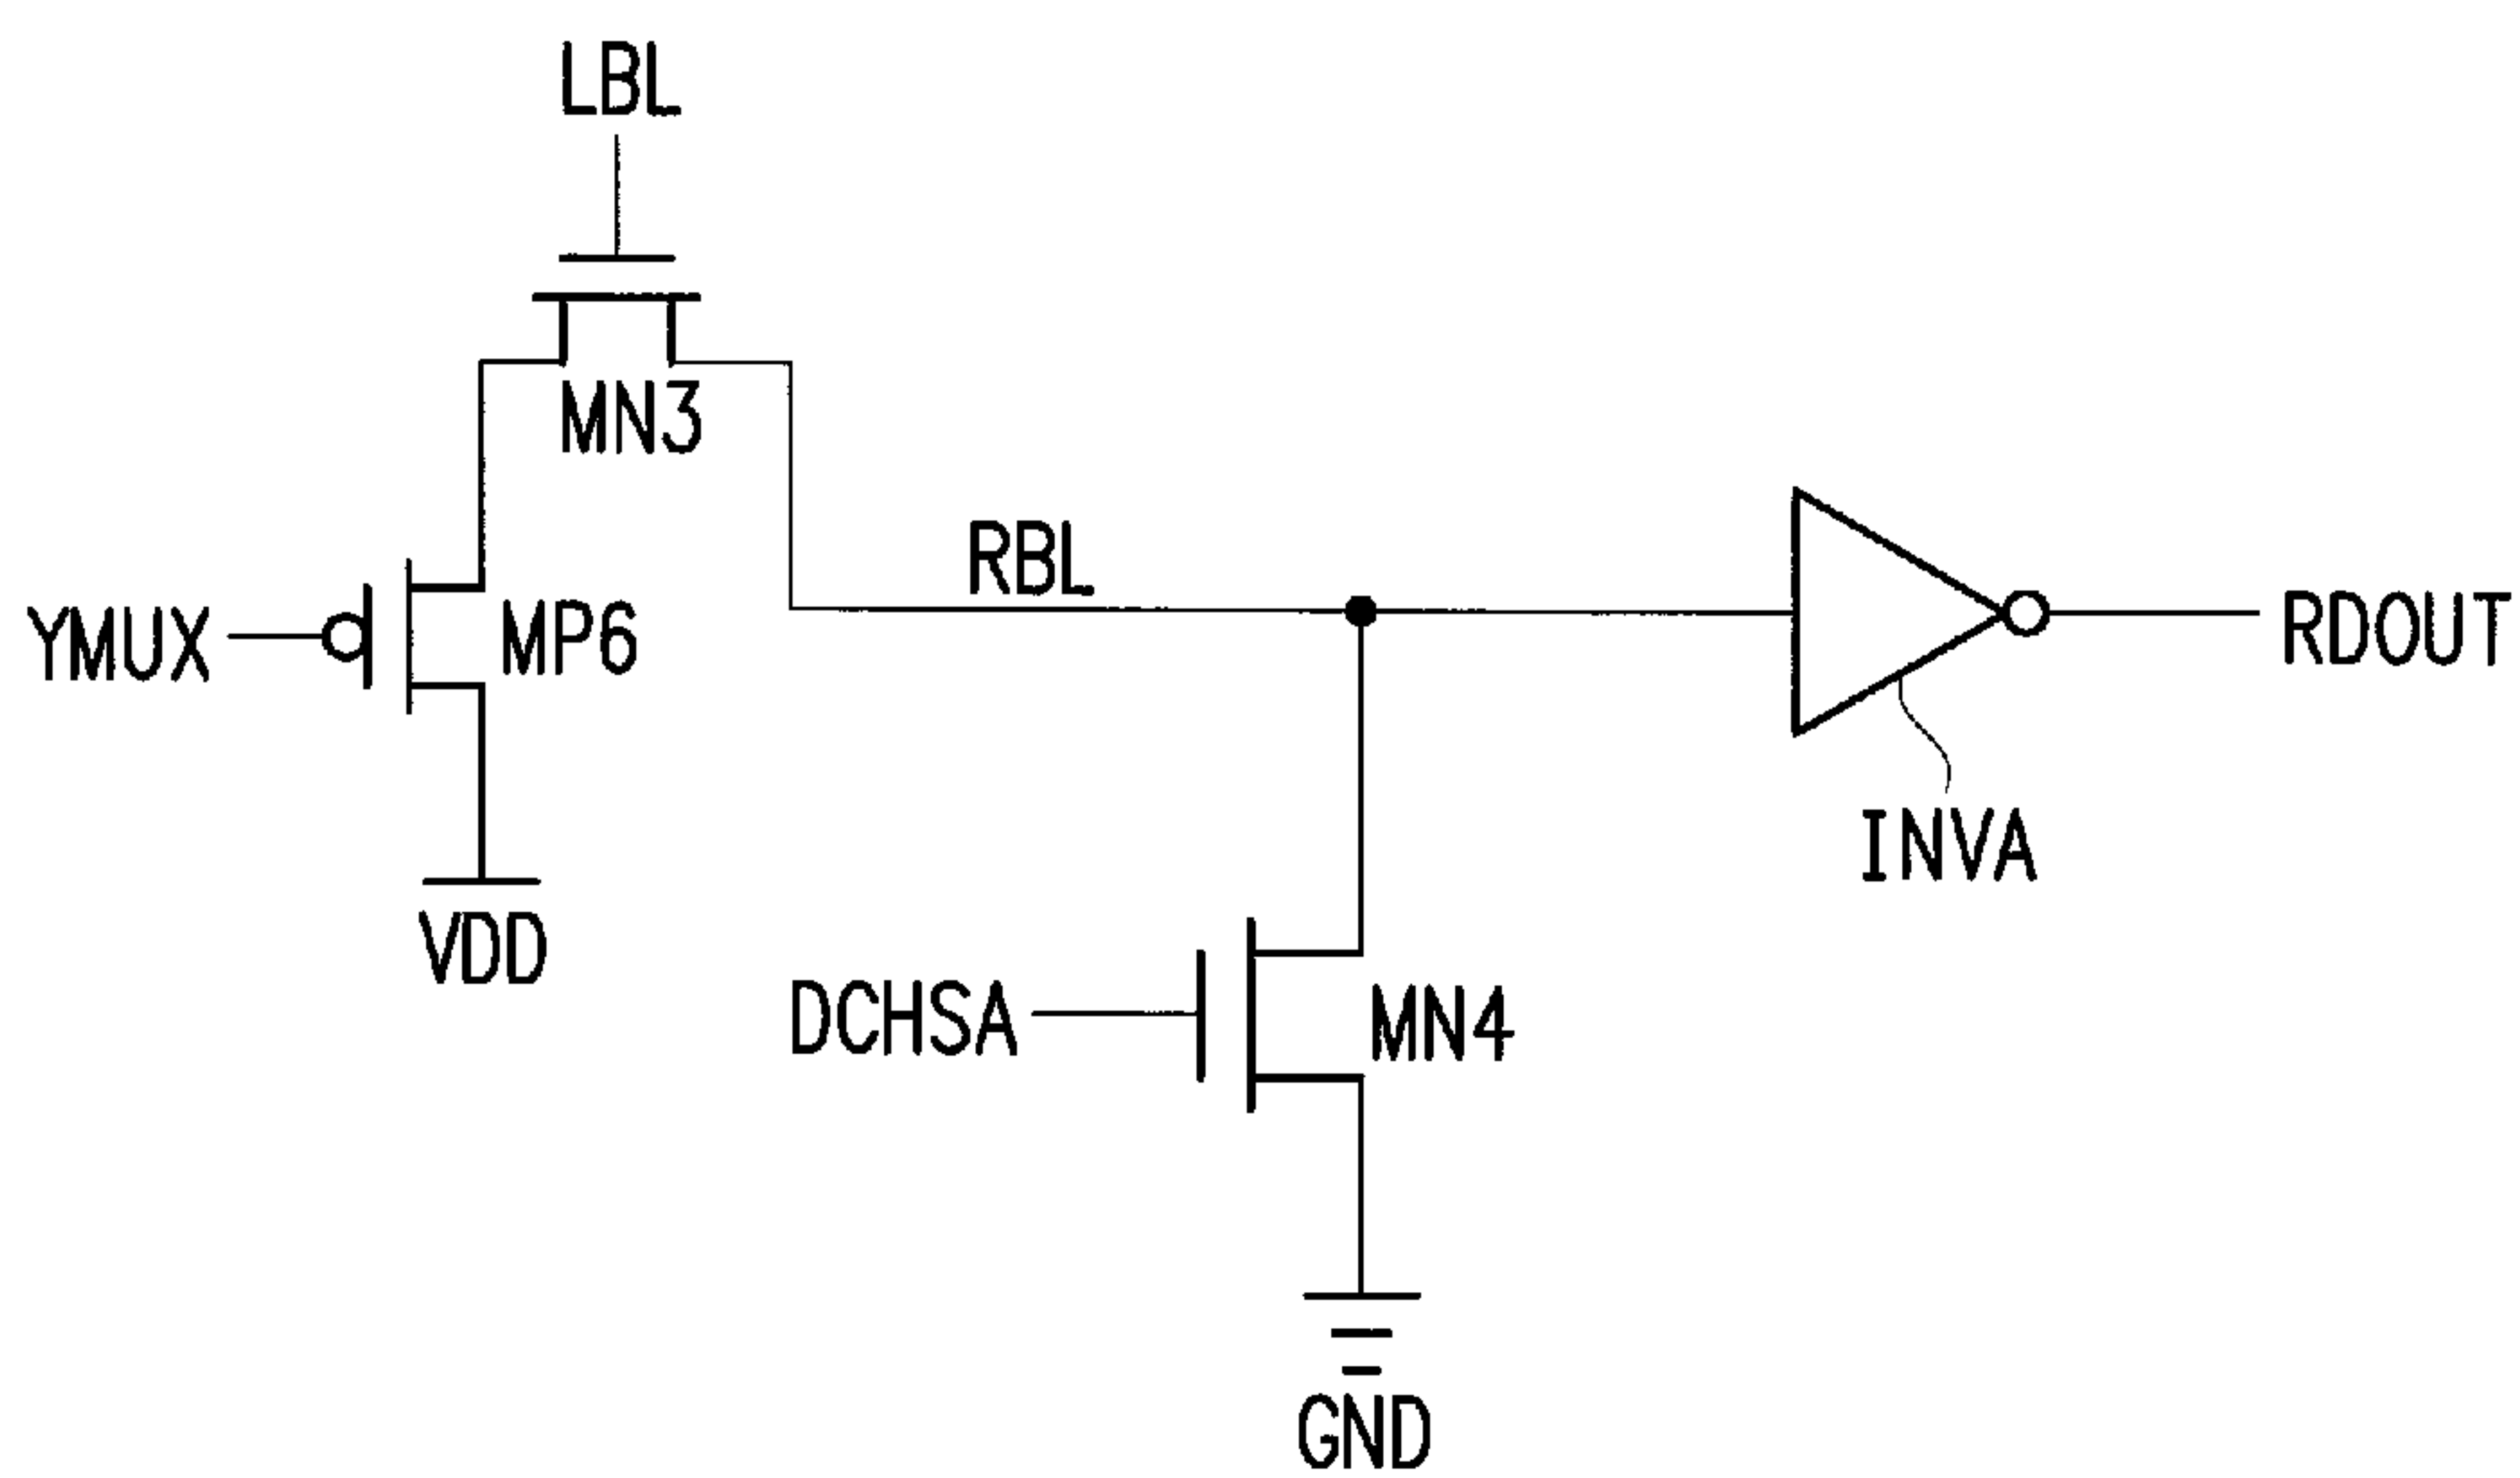 LBL
MN3
RBL
YMUX
MP6
RDOUT
INVA
VDD
DCHSA
MN4
GND